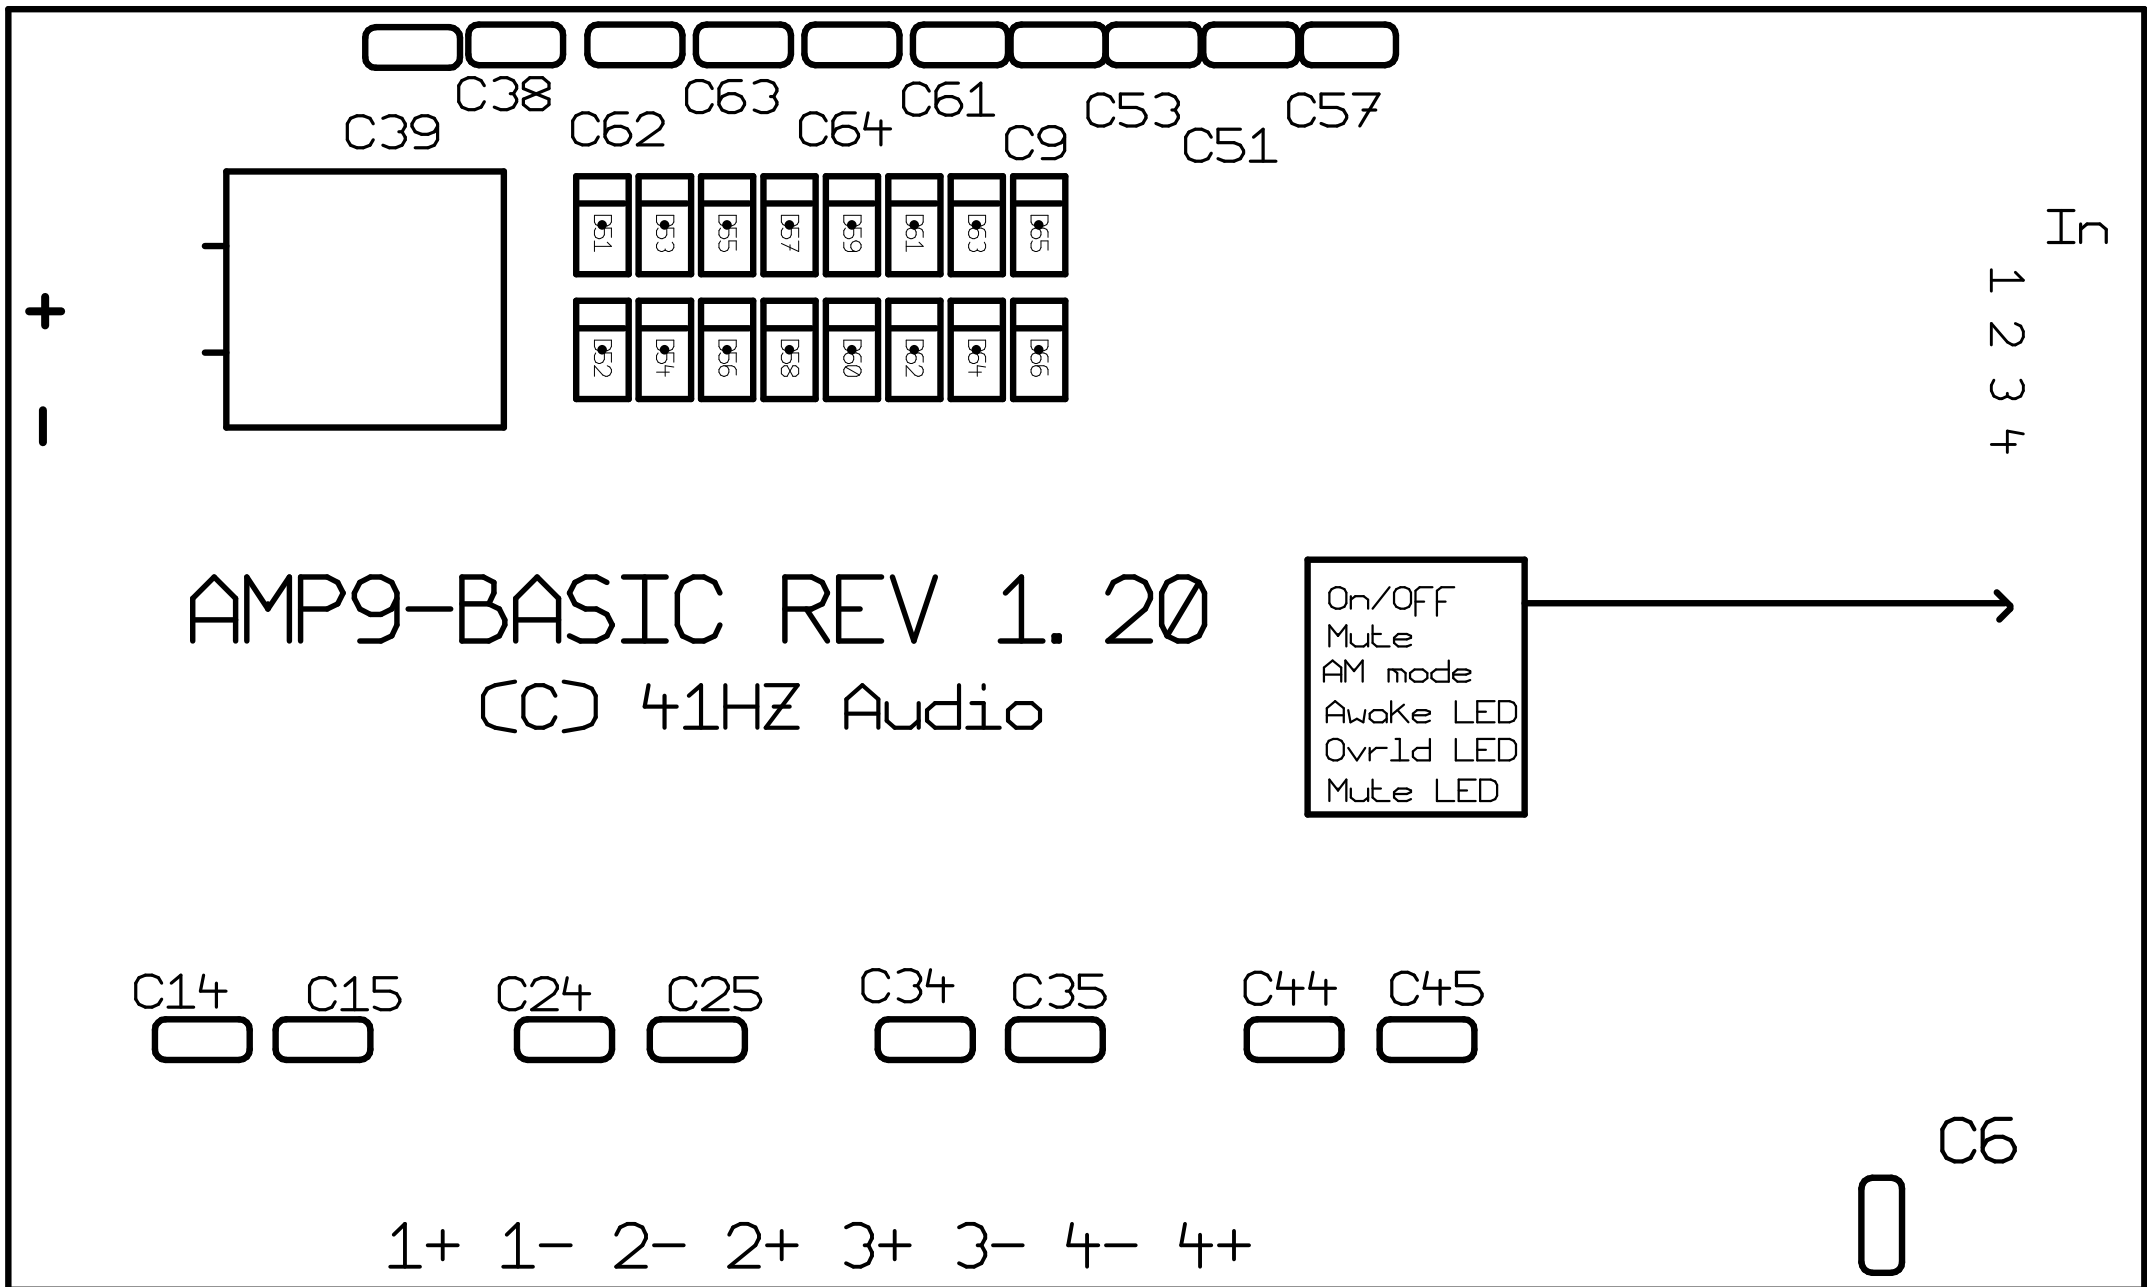 C38 C63 C61 C53 C57
C39 C62 C64 C9 C51
In
D51 D53 D55 D57 D59 D61 D63 D65
1
+
2
D52 D54 D56 D58 D60 D62 D64 D66
3
-
4
AMP9-BASIC REV 1.20
(C) 41HZ Audio
On/OFF
Mute
AM mode
Awake LED
Ovrld LED
Mute LED
C14 C15 C24 C25 C34 C35 C44 C45
C6
1+ 1- 2- 2+ 3+ 3- 4- 4+